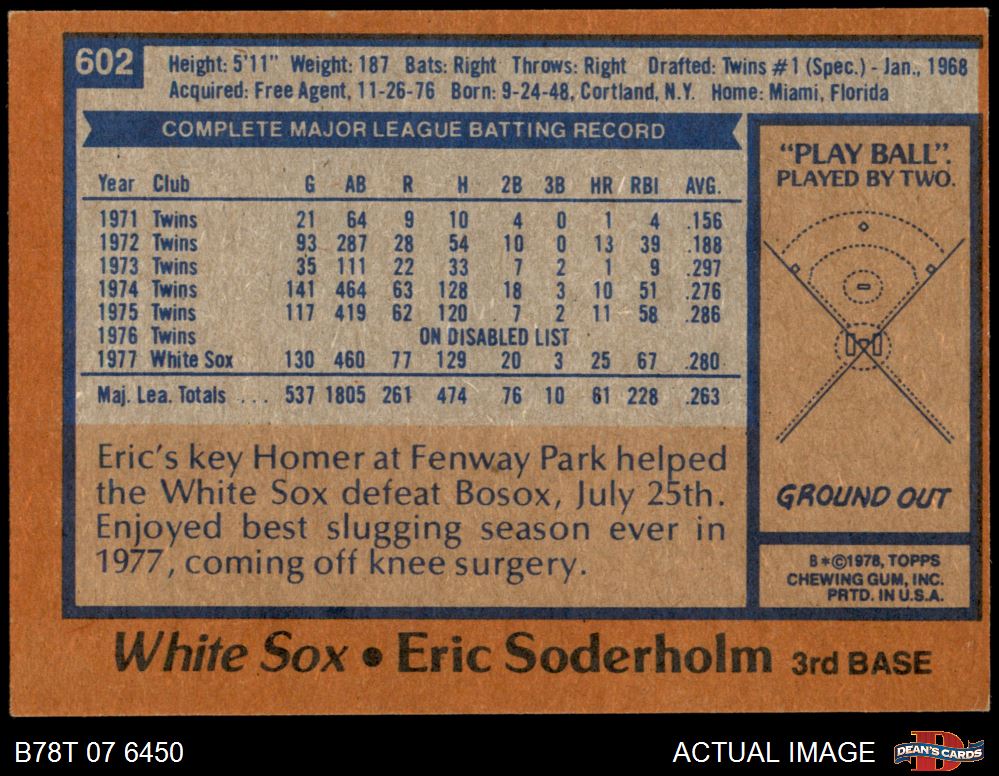 602
Height: 5'11" Weight: 187 Bats: Right Throws: Right Drafted: Twins #1 (Spec.) - Jan., 1968
Acquired: Free Agent, 11-26-76 Born: 9-24-48, Cortland, N.Y. Home: Miami, Florida
COMPLETE MAJOR LEAGUE BATTING RECORD
Year Club G AB R H 2B 3B HR RBI AVG.
1971 Twins 21 64 9 10 4 0 1 4 .156
1972 Twins 93 287 28 54 10 0 13 39 .188
1973 Twins 35 111 22 33 7 2 1 9 .297
1974 Twins 141 464 63 128 18 3 10 51 .276
1975 Twins 117 419 62 120 7 2 11 58 .286
1976 Twins ON DISABLED LIST
1977 White Sox 130 460 77 129 20 3 25 67 .280
Maj. Lea. Totals ... 537 1805 261 474 76 10 61 228 .263
Eric's key Homer at Fenway Park helped
the White Sox defeat Bosox, July 25th.
Enjoyed best slugging season ever in
1977, coming off knee surgery.
"PLAY BALL".
PLAYED BY TWO.
GROUND OUT
B*©1978, TOPPS
CHEWING GUM, INC.
PRTD. IN U.S.A.
White Sox • Eric Soderholm 3rd BASE
B78T 07 6450
ACTUAL IMAGE
DEAN'S CARDS